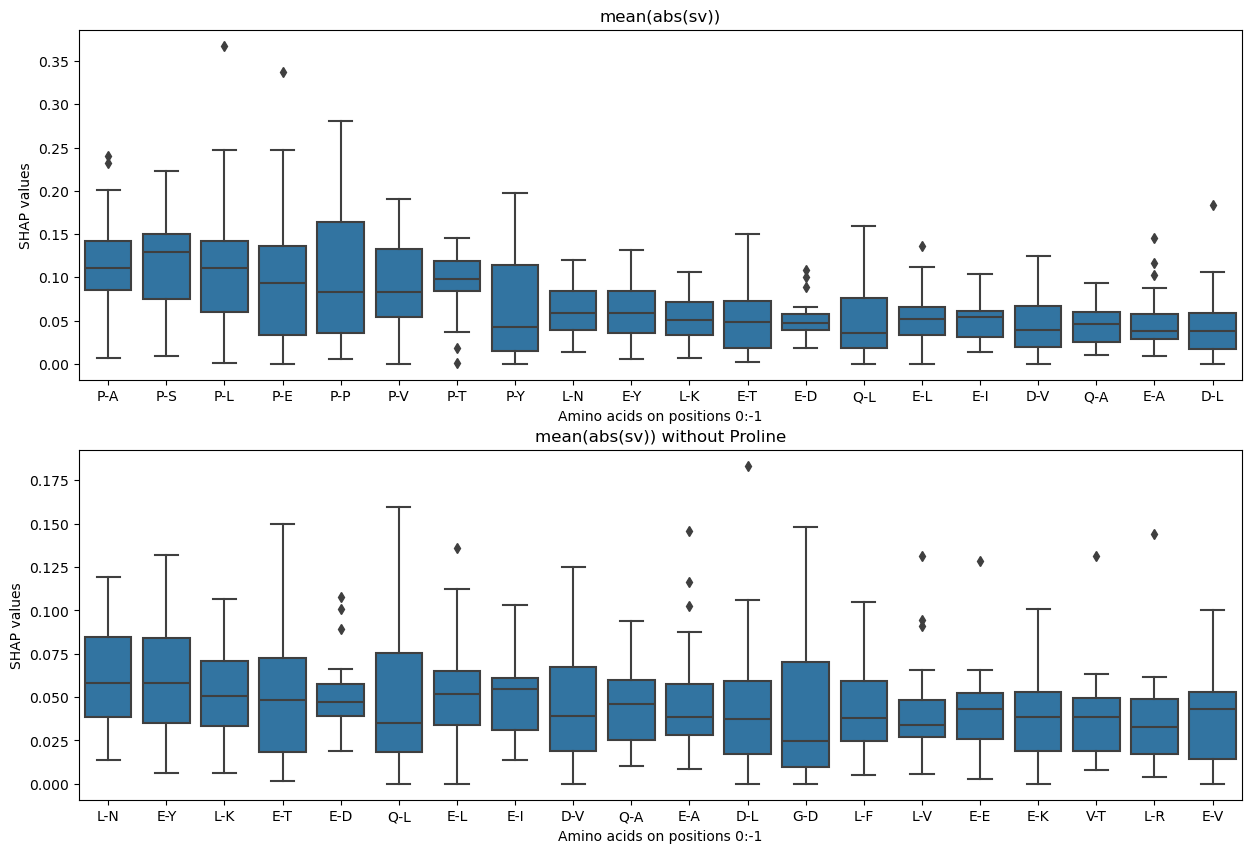 mean(abs(sv))
0.35
0.30
0.25
0.20
0.15
0.10
0.05
0.00
SHAP values
P-A P-S P-L P-E P-P P-V P-T P-Y L-N E-Y L-K E-T E-D Q-L E-L E-I D-V Q-A E-A D-L
Amino acids on positions 0:-1
mean(abs(sv)) without Proline
0.175
0.150
0.125
0.100
0.075
0.050
0.025
0.000
SHAP values
L-N E-Y L-K E-T E-D Q-L E-L E-I D-V Q-A E-A D-L G-D L-F L-V E-E E-K V-T L-R E-V
Amino acids on positions 0:-1